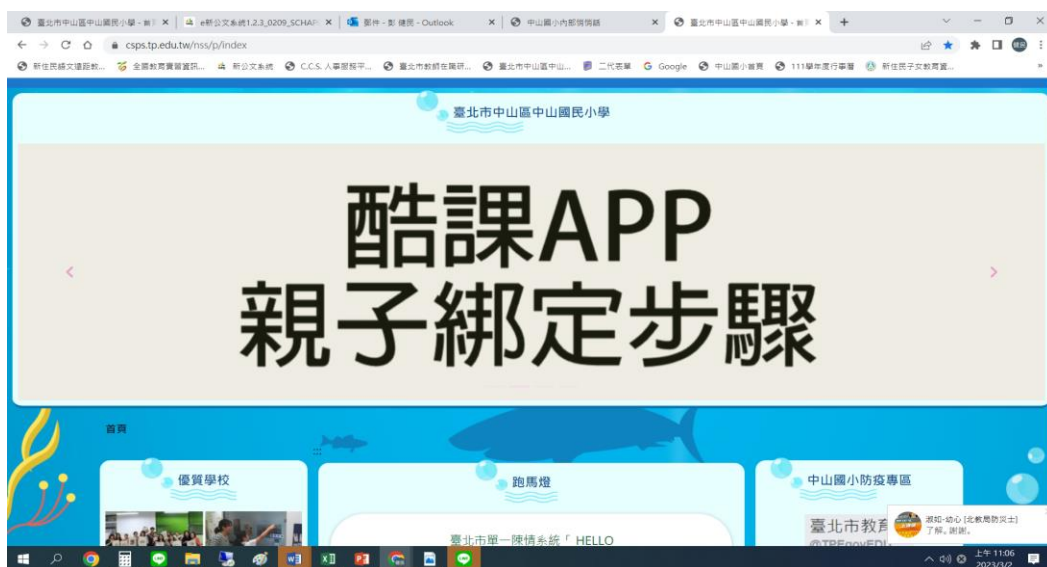 臺北市中山區中山國民小學 - 新
e新公文系統1.2.3_0209_SCHAP
郵件 - 彭 健民 - Outlook
中山國小內部悄悄話
臺北市中山區中山國民小學 - 新
csps.tp.edu.tw/nss/p/index
新住民語文遠距教...
全國教育實習資訊...
新公文系統
C.C.S. 人事服務平...
臺北市教師在職研...
臺北市中山區中山...
二代表單
Google
中山國小首頁
111學年度行事曆
新住民子女教育資...
臺北市中山區中山國民小學
酷課APP
親子綁定步驟
首頁
優質學校
跑馬燈
中山國小防疫專區
臺北市單一陳情系統「 HELLO
臺北市教育
@TPEgovEDU
淑如-幼心 [北教局防災士]
了解。謝謝。
上午 11:06
2023/3/2